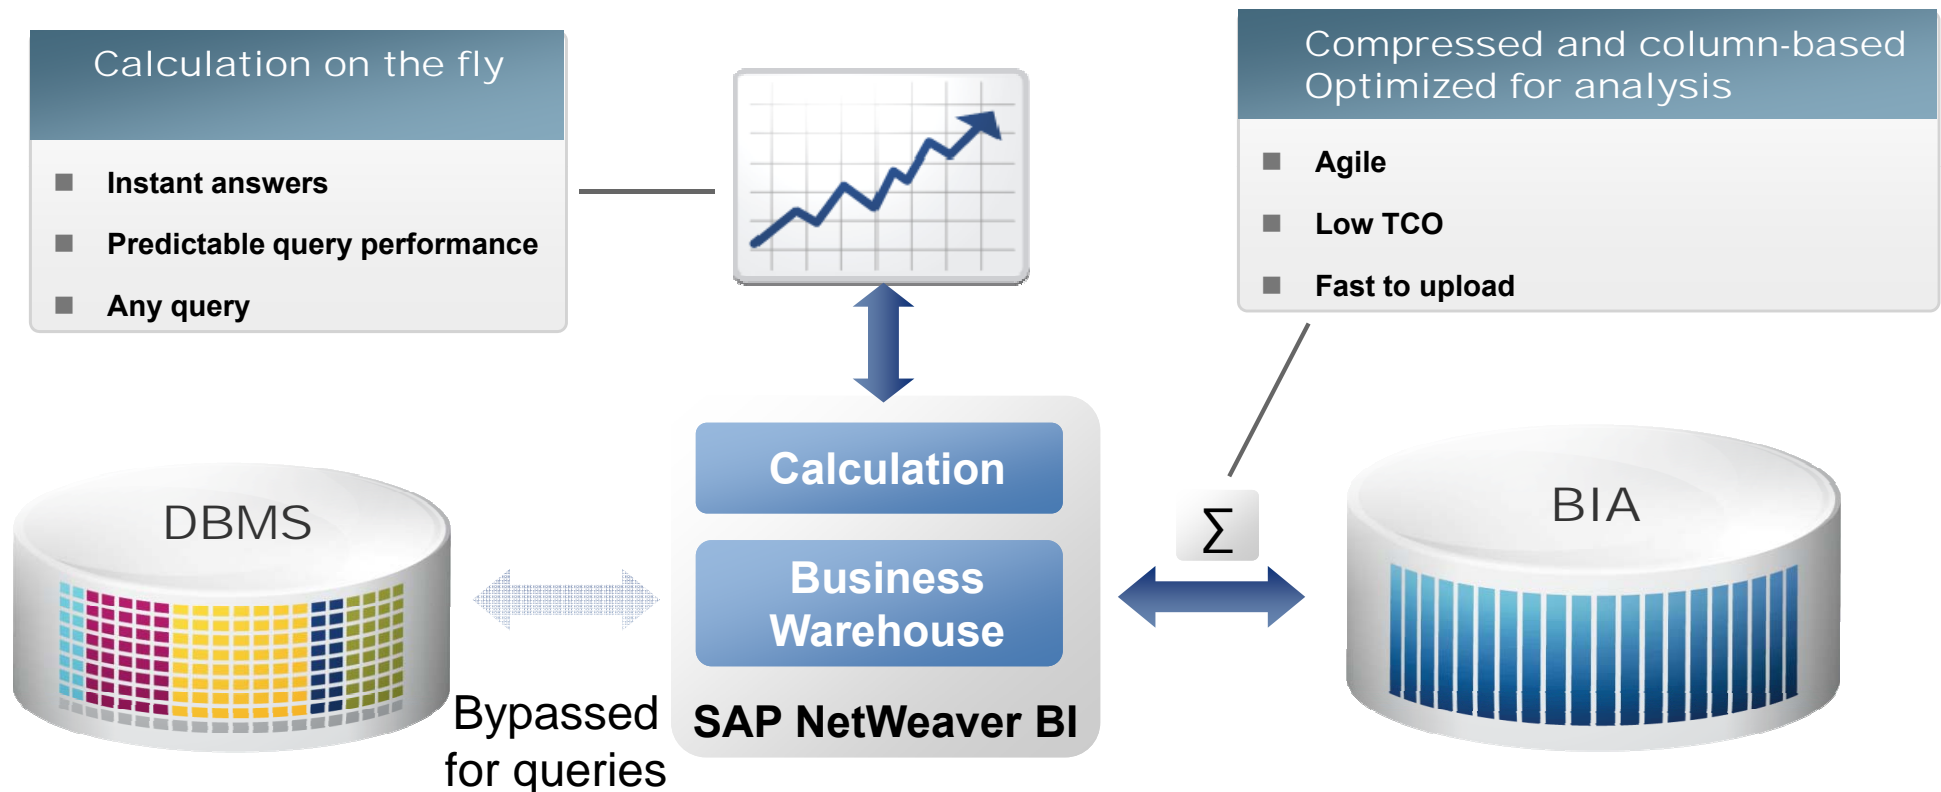 Calculation on the fly
Instant answers
Predictable query performance
Any query
Compressed and column-based
Optimized for analysis
Agile
Low TCO
Fast to upload
DBMS
Bypassed
for queries
Calculation
Business
Warehouse
SAP NetWeaver BI
∑
BIA